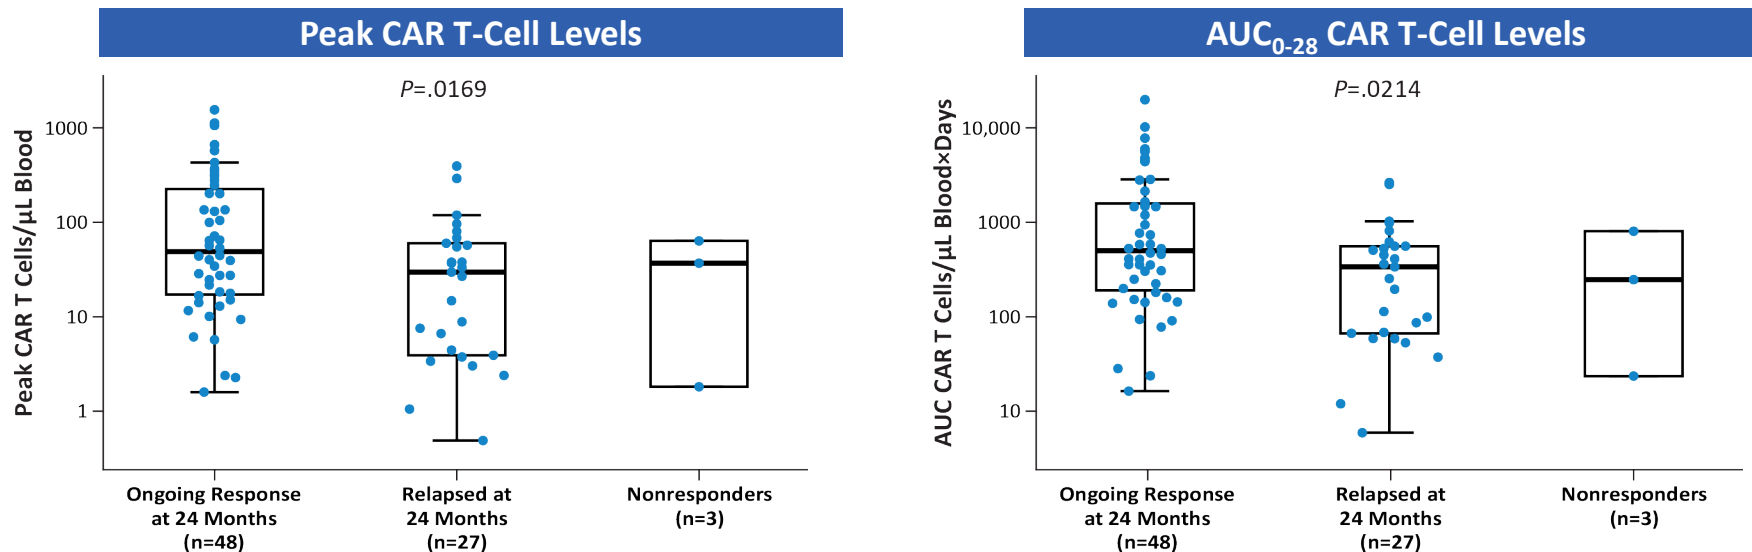 Peak CAR T-Cell Levels
P=.0169
Peak CAR T Cells/µL Blood
1000
100
10
1
Ongoing Response
at 24 Months
(n=48)
Relapsed at
24 Months
(n=27)
Nonresponders
(n=3)
AUC0-28 CAR T-Cell Levels
P=.0214
AUC CAR T Cells/µL Blood×Days
10,000
1000
100
10
Ongoing Response
at 24 Months
(n=48)
Relapsed at
24 Months
(n=27)
Nonresponders
(n=3)